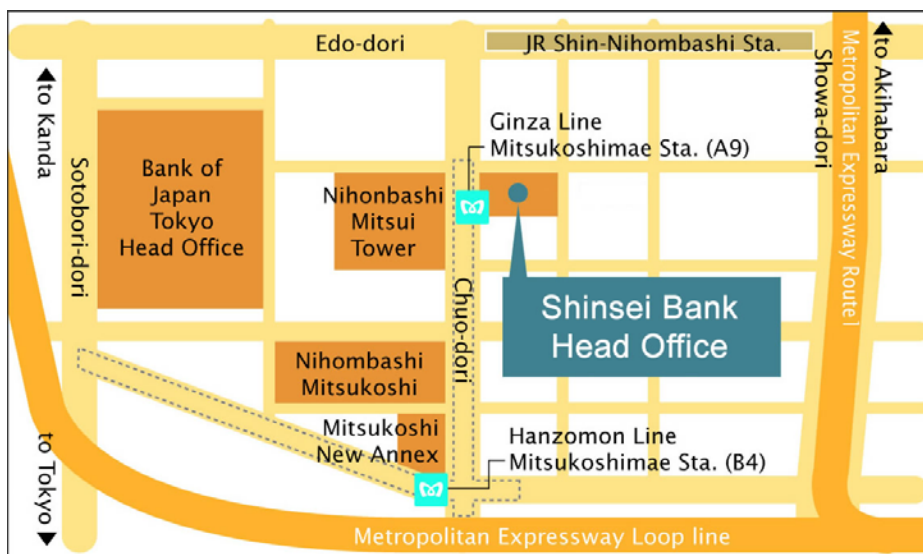 Edo-dori
JR Shin-Nihombashi Sta.
to Kanda
Sotobori-dori
Bank of
Japan
Tokyo
Head Office
Nihonbashi
Mitsui
Tower
Ginza Line
Mitsukoshimae Sta. (A9)
Showa-dori
Metropolitan Expressway Route1
to Akihabara
Chuo-dori
Shinsei Bank
Head Office
Nihombashi
Mitsukoshi
Mitsukoshi
New Annex
Hanzomon Line
Mitsukoshimae Sta. (B4)
to Tokyo
Metropolitan Expressway Loop line